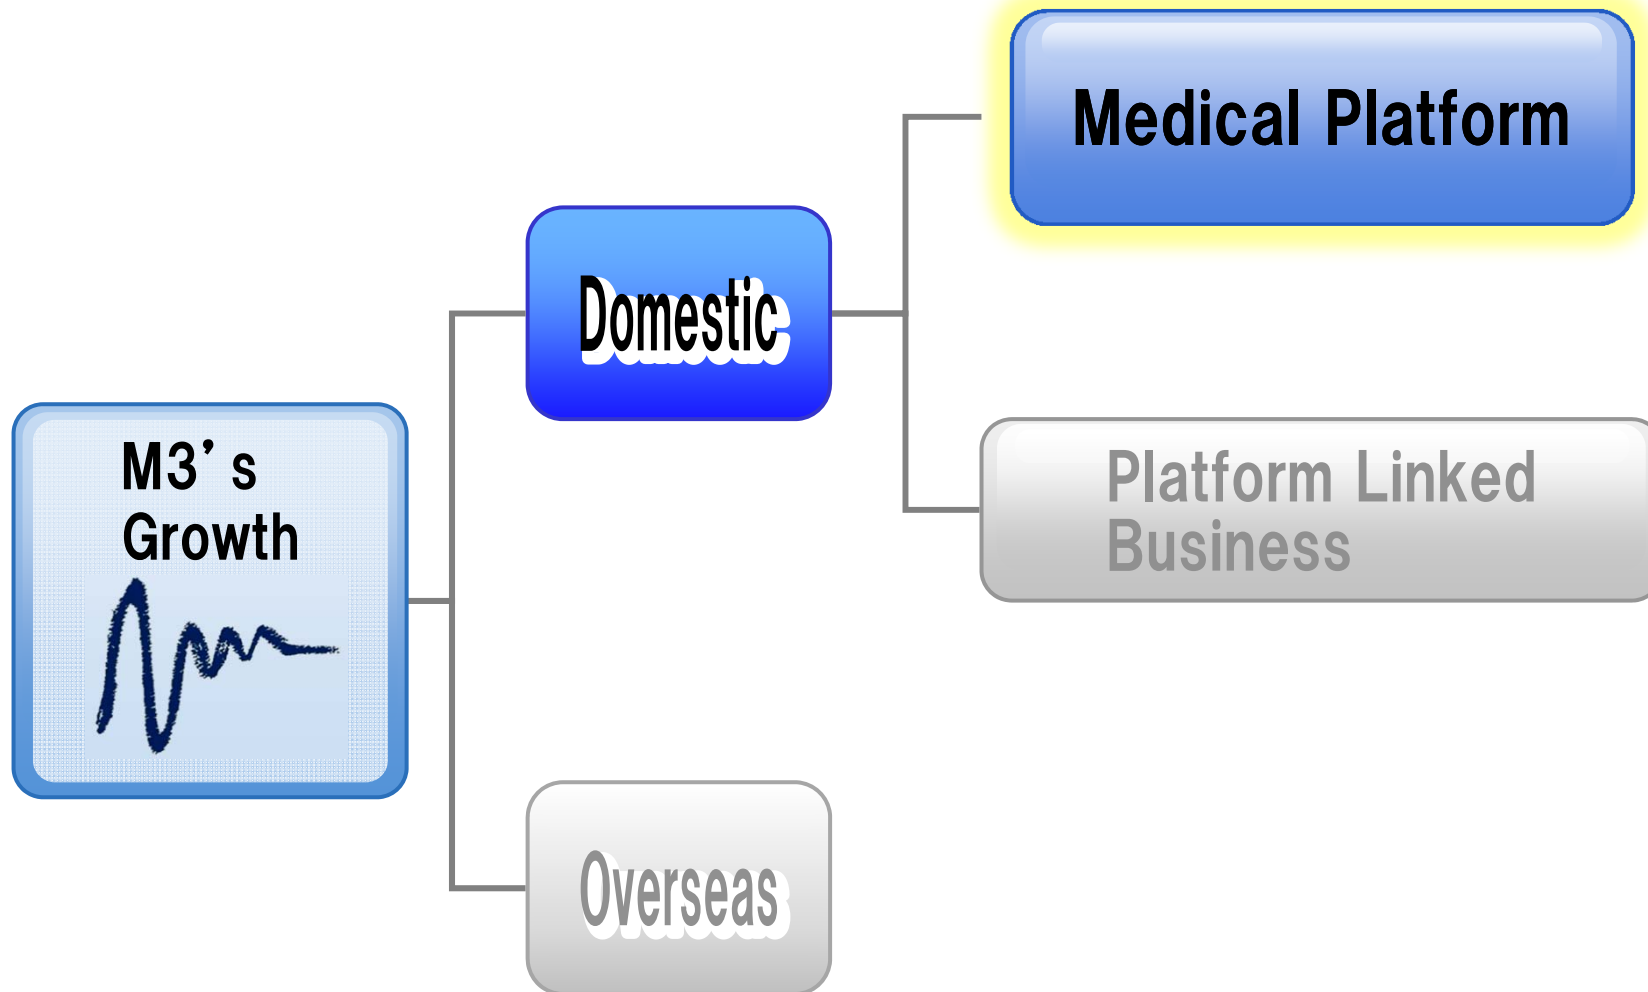 M3’s
Growth
Domestic
Medical Platform
Platform Linked
Business
Overseas